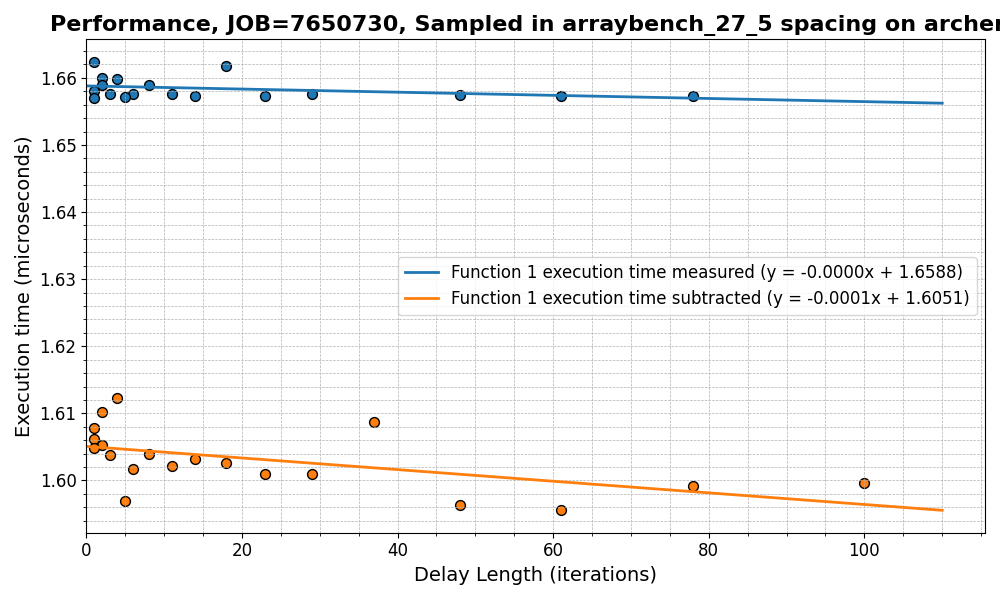 Performance, JOB=7650730, Sampled in arraybench_27_5 spacing on archer
Execution time (microseconds)
1.66
1.65
1.64
1.63
1.62
1.61
1.60
Function 1 execution time measured (y = -0.0000x + 1.6588)
Function 1 execution time subtracted (y = -0.0001x + 1.6051)
0 20 40 60 80 100
Delay Length (iterations)